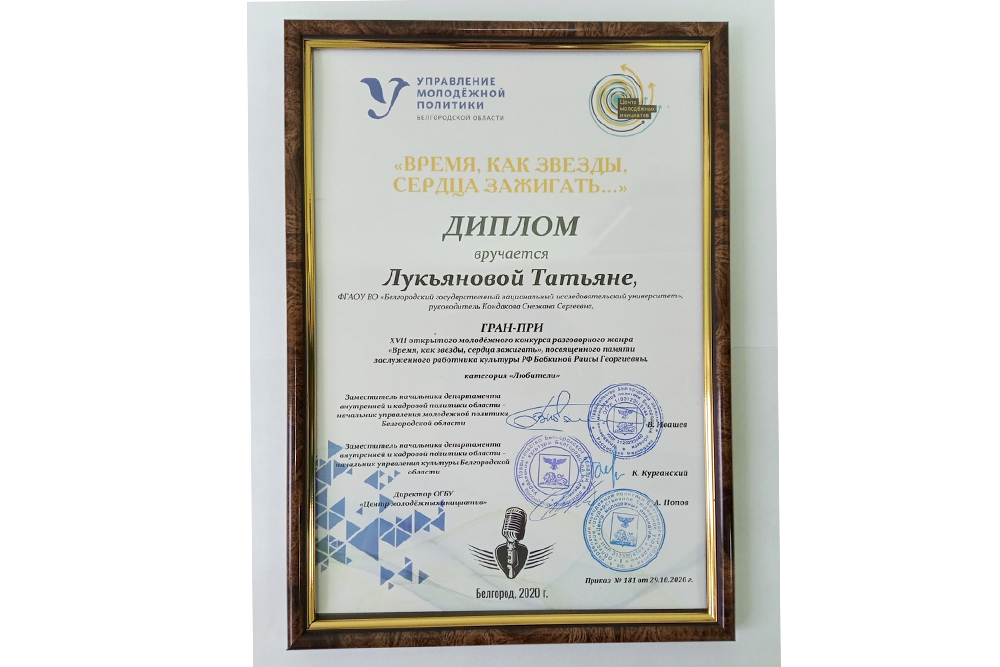 УПРАВЛЕНИЕ
МОЛОДЁЖНОЙ
ПОЛИТИКИ
БЕЛГОРОДСКОЙ ОБЛАСТИ
Центр
молодёжных
инициатив
«ВРЕМЯ, КАК ЗВЕЗДЫ,
СЕРДЦА ЗАЖИГАТЬ...»
ДИПЛОМ
вручается
Лукьяновой Татьяне,
ФГАОУ ВО «Белгородский государственный национальный исследовательский университет»,
руководитель Кондакова Снежана Сергеевна,
ГРАН-ПРИ
XVII открытого молодёжного конкурса разговорного жанра
«Время, как звезды, сердца зажигать», посвященного памяти
заслуженного работника культуры РФ Бобкиной Раисы Георгиевны,
категория «Любители»
Заместитель начальника департамента
внутренней и кадровой политики области –
начальник управления молодежной политики
Белгородской области
В. Ивашев
Заместитель начальника департамента
внутренней и кадровой политики области –
начальник управления культуры Белгородской
области
К. Курганский
Директор ОГБУ
«Центр молодёжных инициатив»
А. Попов
Приказ № 181 от 29.10.2020 г.
Белгород, 2020 г.